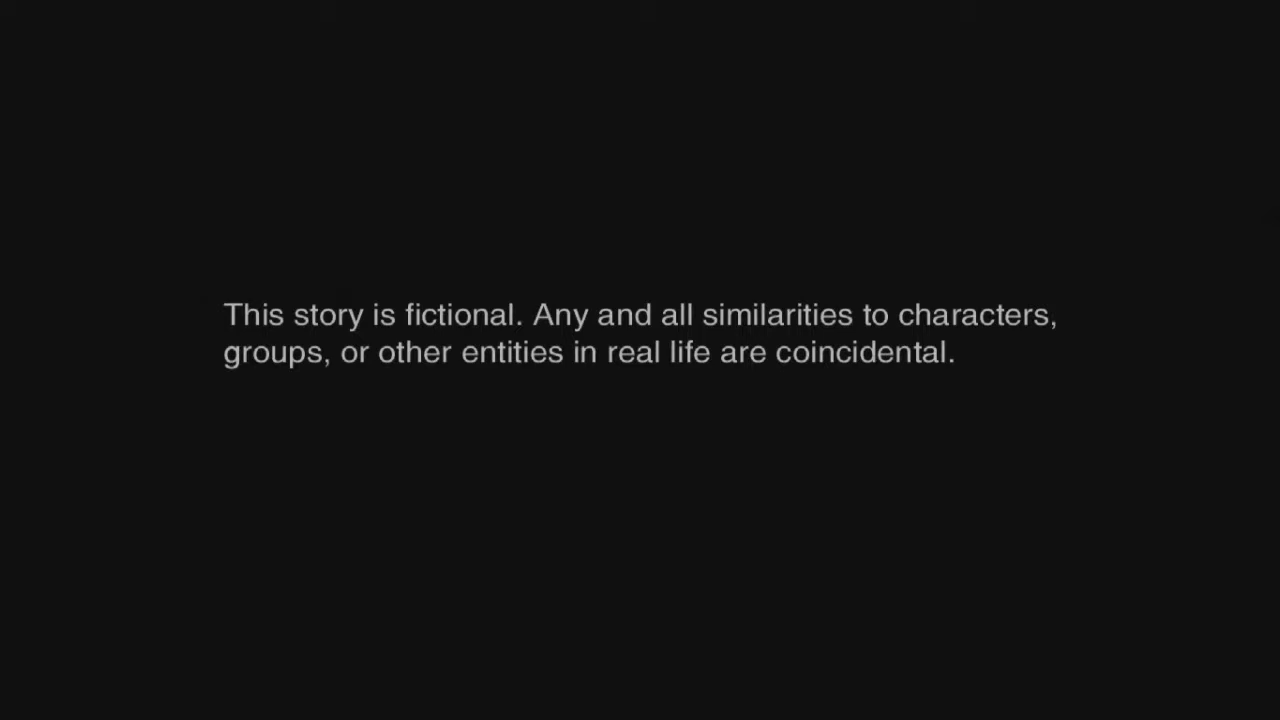 This story is fictional. Any and all similarities to characters,
groups, or other entities in real life are coincidental.